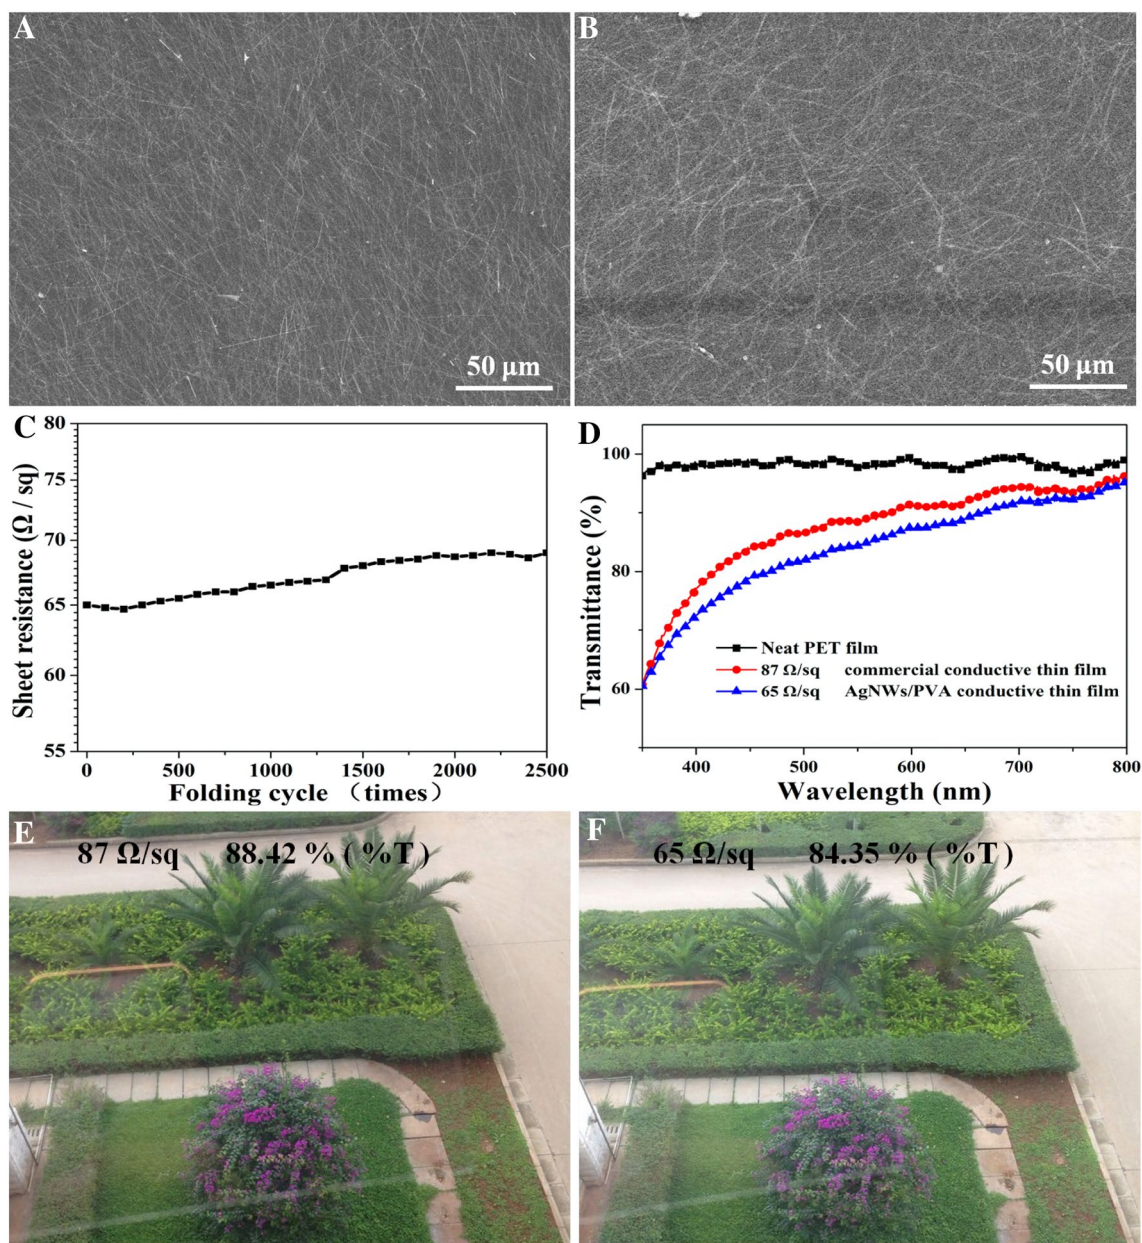 A
B
50 μm
50 μm
C
80
75
70
65
60
55
Sheet resistance (Ω / sq)
0
500
1000
1500
2000
2500
Folding cycle （times）
D
100
80
60
Transmittance (%)
Neat PET film
87 Ω/sq commercial conductive thin film
65 Ω/sq AgNWs/PVA conductive thin film
400
500
600
700
800
Wavelength (nm)
E
87 Ω/sq 88.42 % ( %T )
F
65 Ω/sq 84.35 % ( %T )